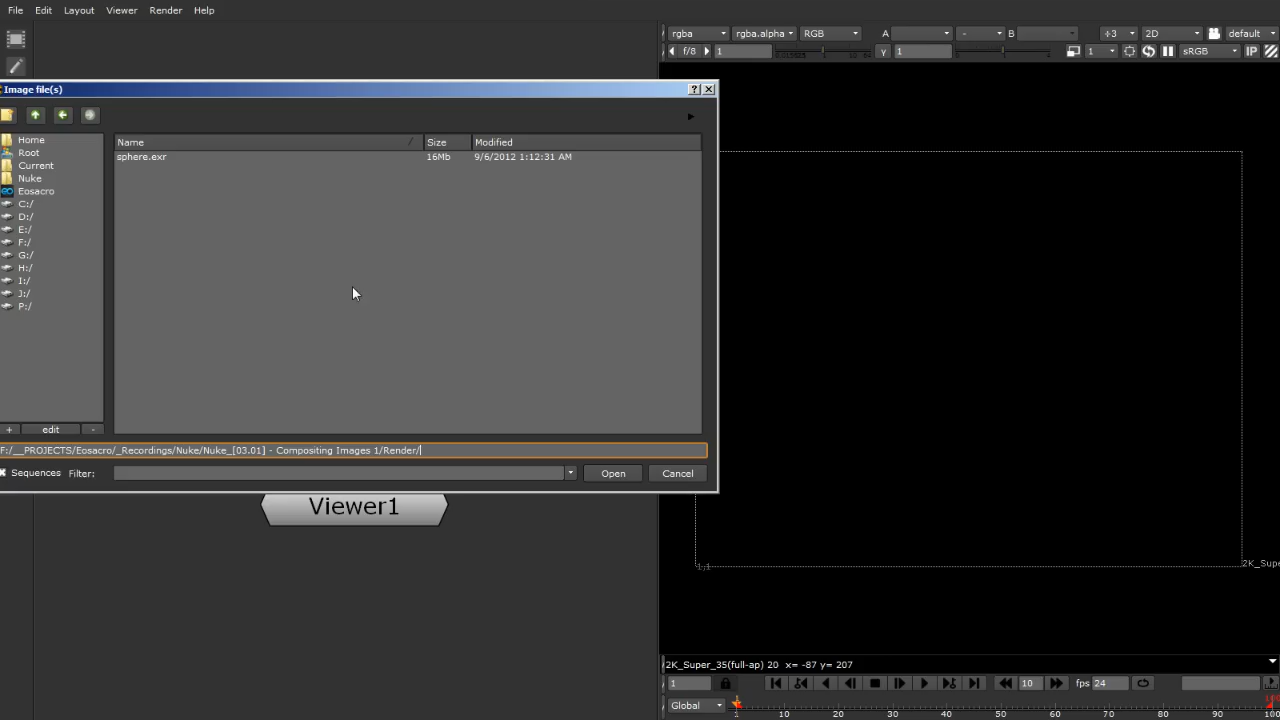 File Edit Layout Viewer Render Help
rgba rgba.alpha RGB A - B ÷3 2D default
f/8 1 γ 1 1 sRGB IP
Image file(s)
Name Size Modified
sphere.exr 16Mb 9/6/2012 1:12:31 AM
Home
Root
Current
Nuke
Eosacro
C:/
D:/
E:/
F:/
G:/
H:/
I:/
J:/
P:/
+ edit -
F:/__PROJECTS/Eosacro/_Recordings/Nuke/Nuke_[03.01] - Compositing Images 1/Render/
Sequences Filter: Open Cancel
Viewer1
1,1
2K_Sup
2K_Super_35(full-ap) 20 x= -87 y= 207
1 10 fps 24
Global 1 10 20 30 40 50 60 70 80 90 100